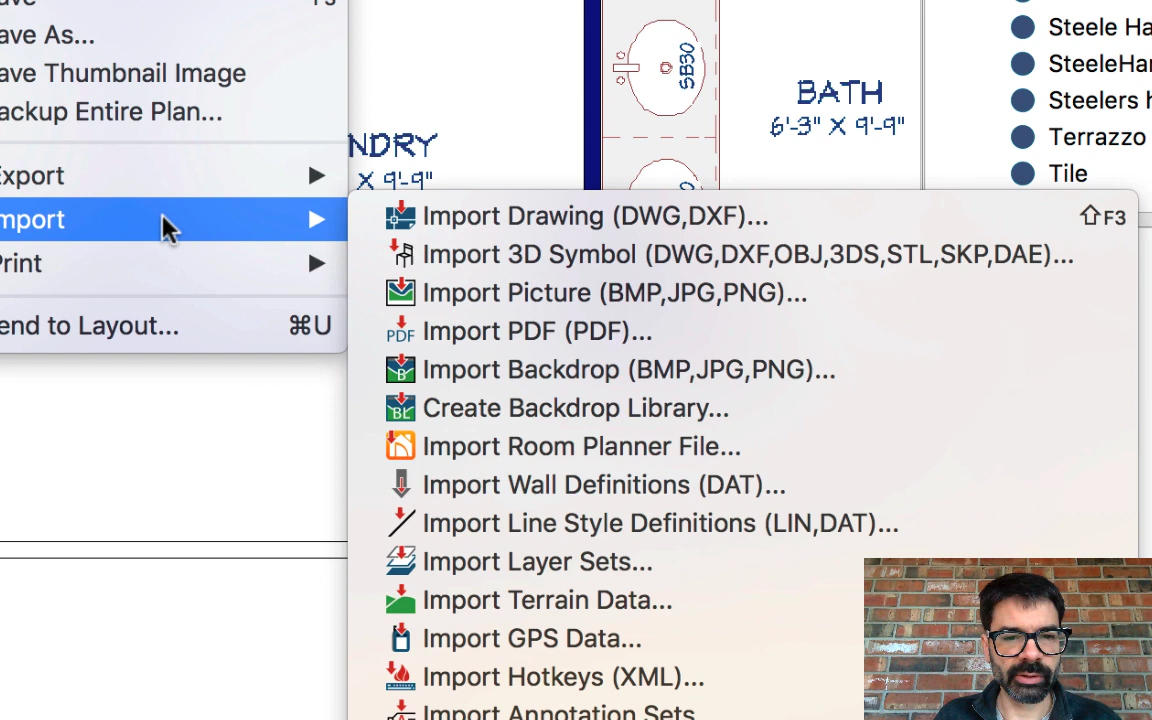 ave As...
ave Thumbnail Image
ackup Entire Plan...
Export
mport
Print
end to Layout... ⌘U
NDRY
X 9'-9"
SB30
BATH
6'-3" X 9'-9"
Steele Ha
SteeleHar
Steelers h
Terrazzo
Tile
Import Drawing (DWG,DXF)... ⇧F3
Import 3D Symbol (DWG,DXF,OBJ,3DS,STL,SKP,DAE)...
Import Picture (BMP,JPG,PNG)...
PDF Import PDF (PDF)...
B Import Backdrop (BMP,JPG,PNG)...
BL Create Backdrop Library...
Import Room Planner File...
Import Wall Definitions (DAT)...
Import Line Style Definitions (LIN,DAT)...
Import Layer Sets...
Import Terrain Data...
Import GPS Data...
Import Hotkeys (XML)...
Import Annotation Sets